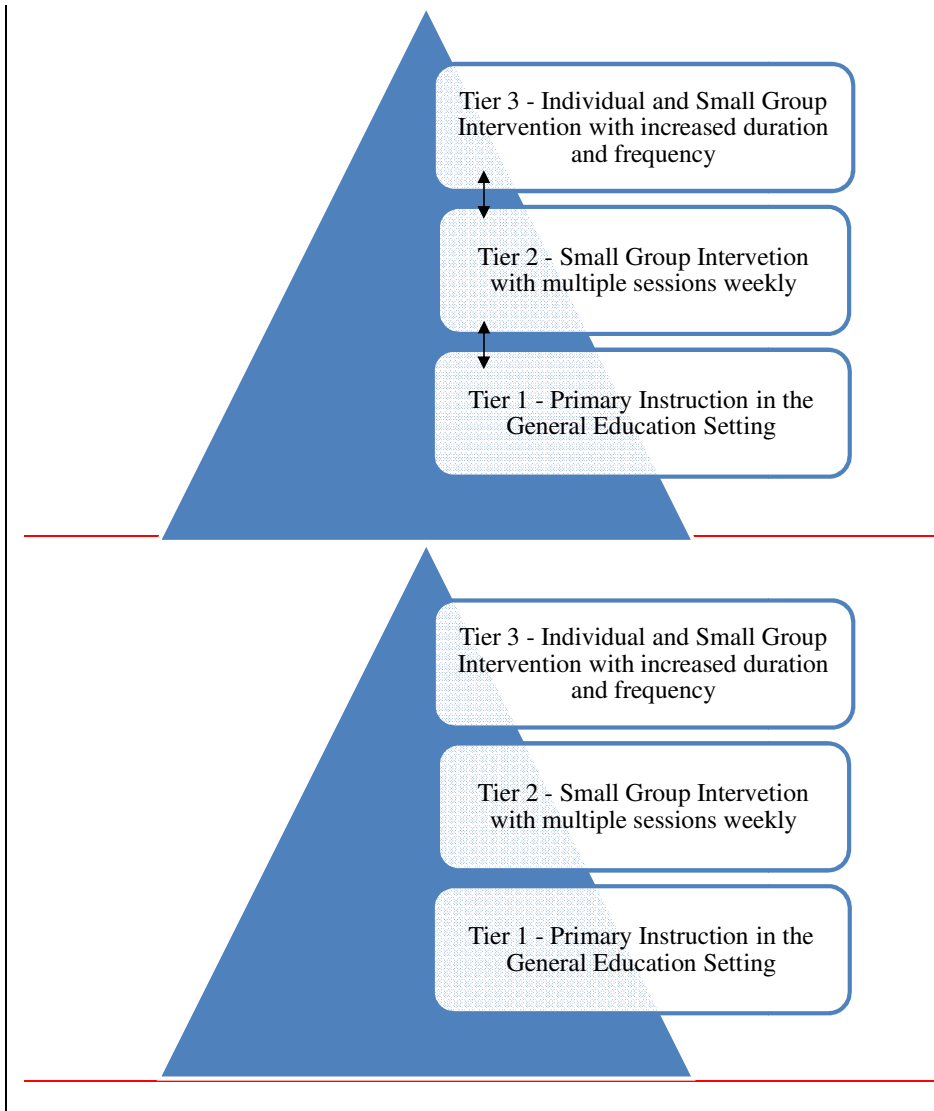 Tier 3 - Individual and Small Group
Intervention with increased duration
and frequency
Tier 2 - Small Group Intervetion
with multiple sessions weekly
Tier 1 - Primary Instruction in the
General Education Setting
Tier 3 - Individual and Small Group
Intervention with increased duration
and frequency
Tier 2 - Small Group Intervetion
with multiple sessions weekly
Tier 1 - Primary Instruction in the
General Education Setting